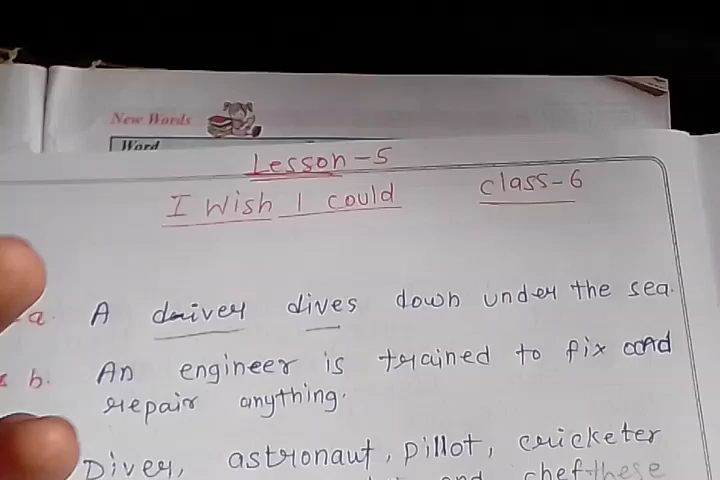 New Words
Word
Lesson-5
I Wish I Could
Class-6
a. A driver dives down under the sea.
b. An engineer is trained to fix and
repair anything.
Diver, astronaut, pillot, cricketer
and chef these